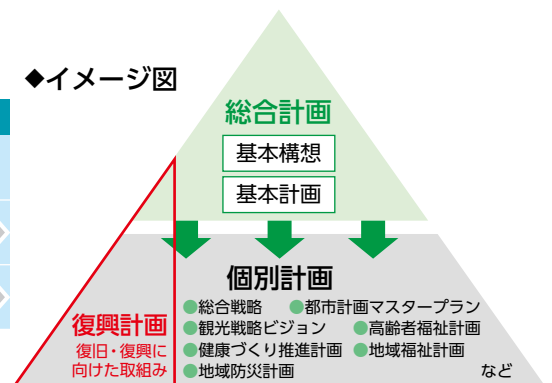 ◆イメージ図
総合計画
基本構想
基本計画
個別計画
●総合戦略 ●都市計画マスタープラン
●観光戦略ビジョン ●高齢者福祉計画
●健康づくり推進計画 ●地域福祉計画
●地域防災計画 など
復興計画
復旧・復興に
向けた取組み